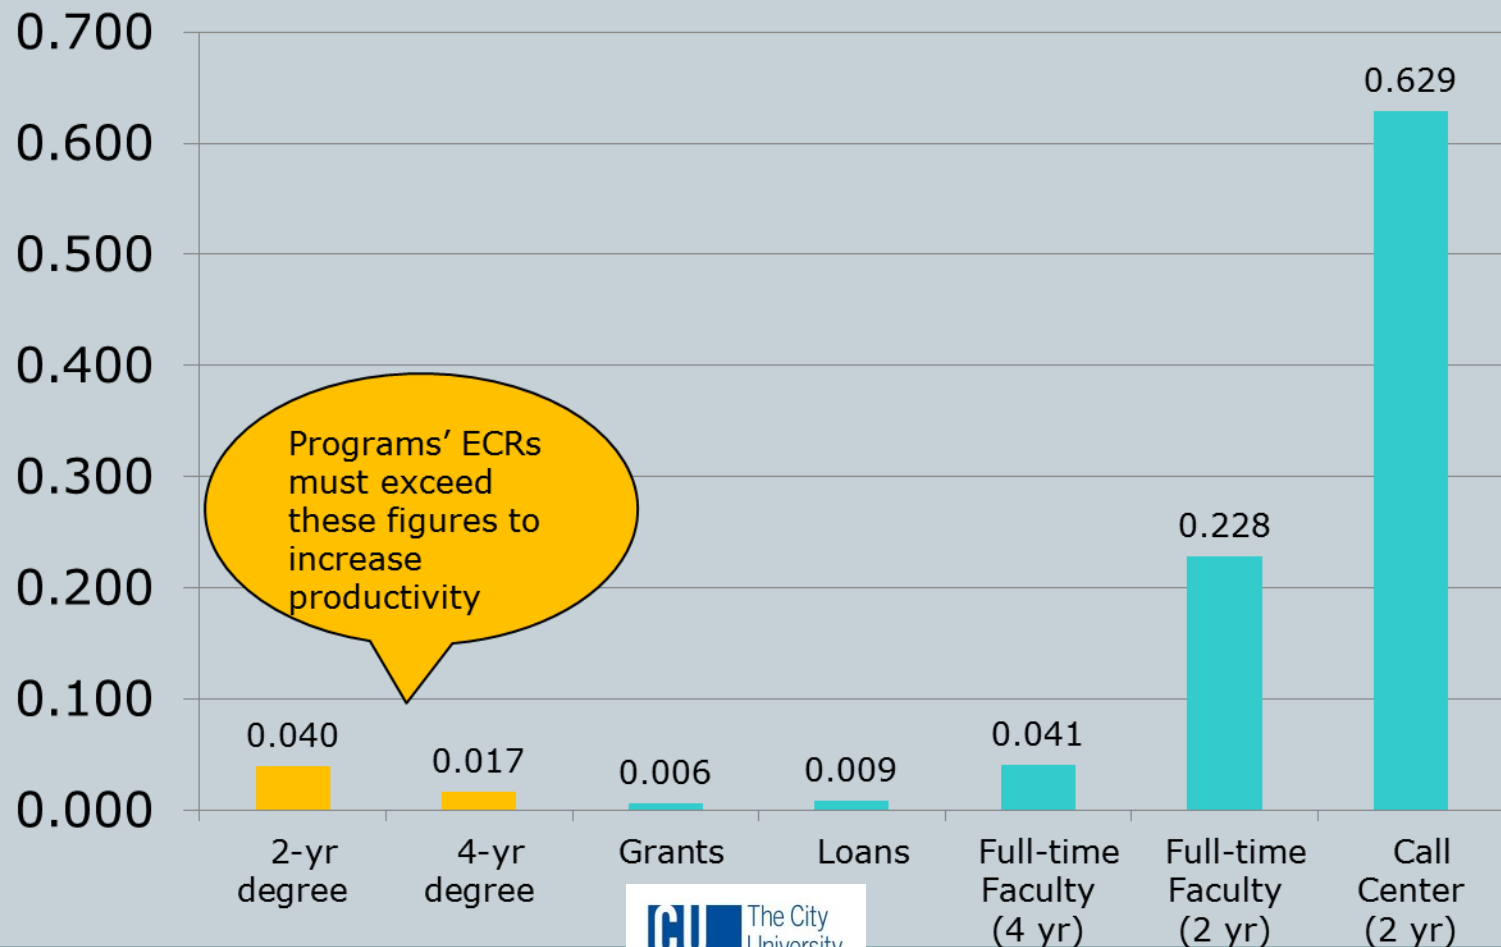 0.700
0.600
0.500
0.400
0.300
0.200
0.100
0.000
Programs’ ECRs
must exceed
these figures to
increase
productivity
0.040
0.017
0.006
0.009
0.041
0.228
0.629
2-yr
degree
4-yr
degree
Grants
Loans
Full-time
Faculty
(4 yr)
Full-time
Faculty
(2 yr)
Call
Center
(2 yr)
CU
The City
University